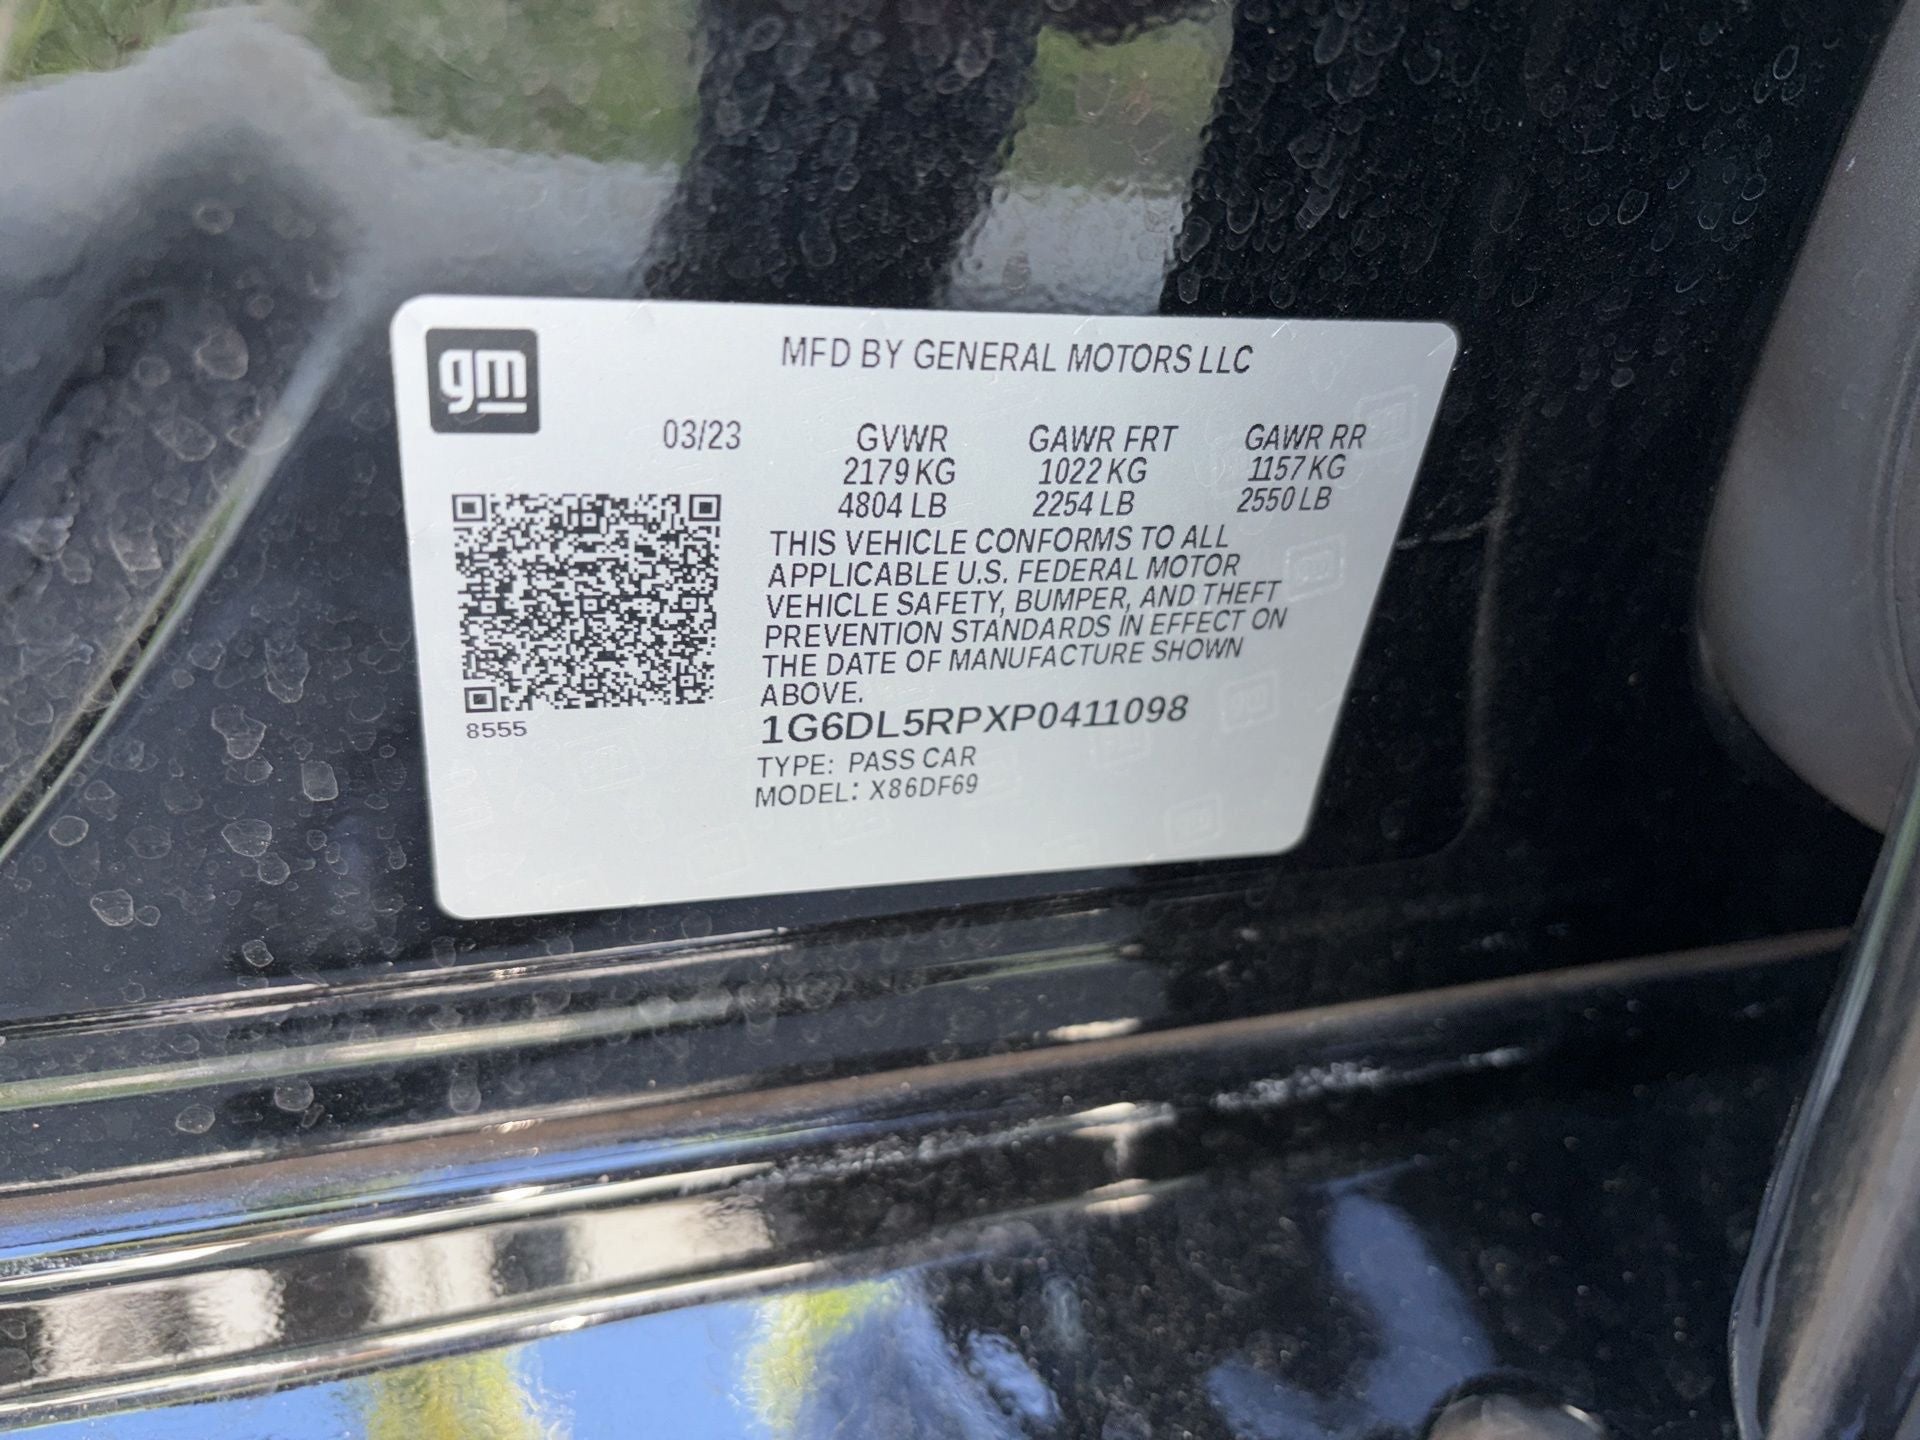 gm
MFD BY GENERAL MOTORS LLC
03/23 GVWR GAWR FRT GAWR RR
2179 KG 1022 KG 1157 KG
4804 LB 2254 LB 2550 LB
THIS VEHICLE CONFORMS TO ALL
APPLICABLE U.S. FEDERAL MOTOR
VEHICLE SAFETY, BUMPER, AND THEFT
PREVENTION STANDARDS IN EFFECT ON
THE DATE OF MANUFACTURE SHOWN
ABOVE.
8555
1G6DL5RPXP0411098
TYPE: PASS CAR
MODEL: X86DF69